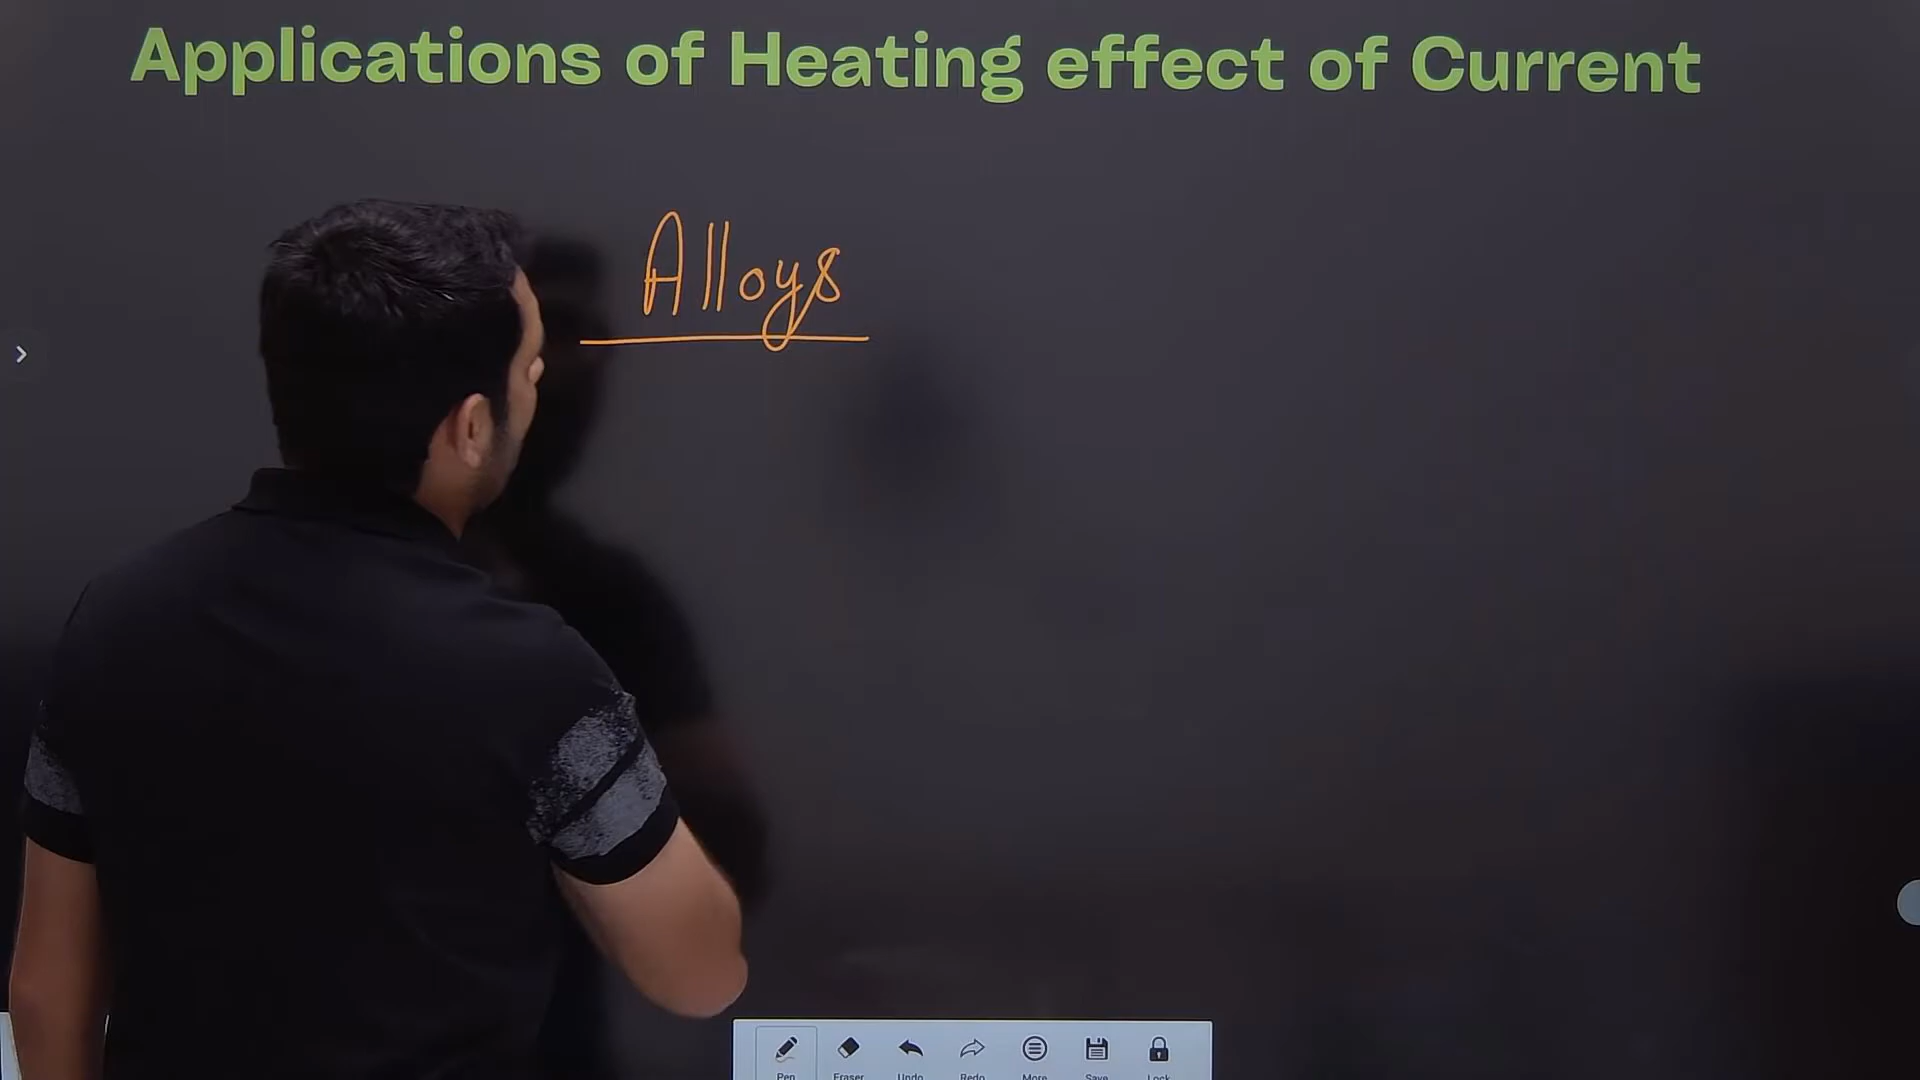 Applications of Heating effect of Current
Alloys
Pen Eraser Undo Redo More Save Lock